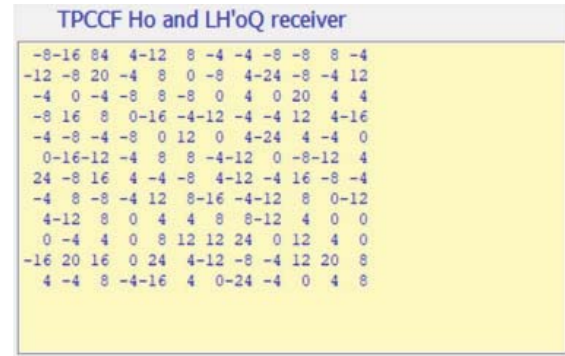 TPCCF Ho and LH'oQ receiver
-8-16 84  4-12  8 -4 -4 -8 -8  8 -4
-12 -8 20 -4  8  0 -8  4-24 -8 -4 12
-4  0 -4 -8  8 -8  0  4  0 20  4  4
-8 16  8  0-16 -4-12 -4 -4 12  4-16
-4 -8 -4 -8  0 12  0  4-24  4 -4  0
0-16-12 -4  8  8 -4-12  0 -8-12  4
24 -8 16  4 -4 -8  4-12 -4 16 -8 -4
-4  8 -8 -4 12  8-16 -4-12  8  0-12
4-12  8  0  4  4  8  8-12  4  0  0
0 -4  4  0  8 12 12 24  0 12  4  0
-16 20 16  0 24  4-12 -8 -4 12 20  8
4 -4  8 -4-16  4  0-24 -4  0  4  8